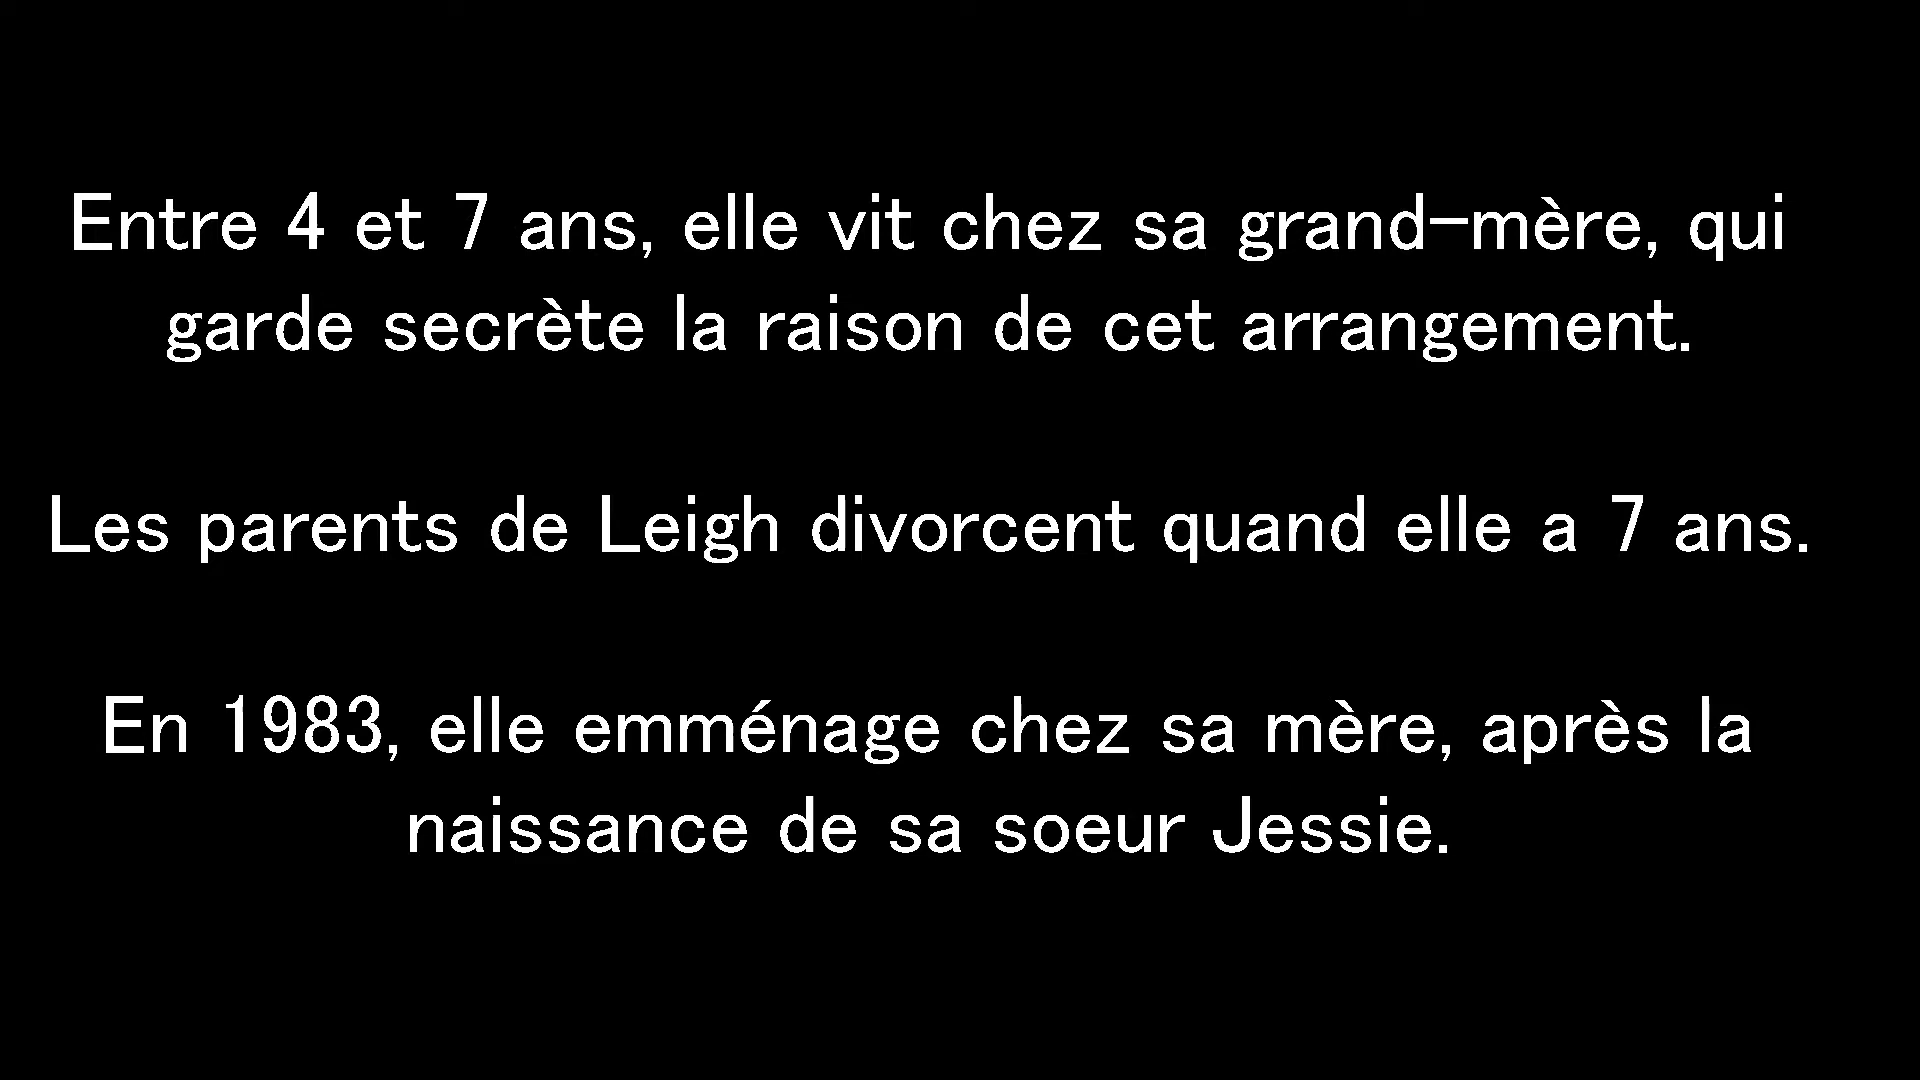 Entre 4 et 7 ans, elle vit chez sa grand-mère, qui
garde secrète la raison de cet arrangement.
Les parents de Leigh divorcent quand elle a 7 ans.
En 1983, elle emménage chez sa mère, après la
naissance de sa soeur Jessie.